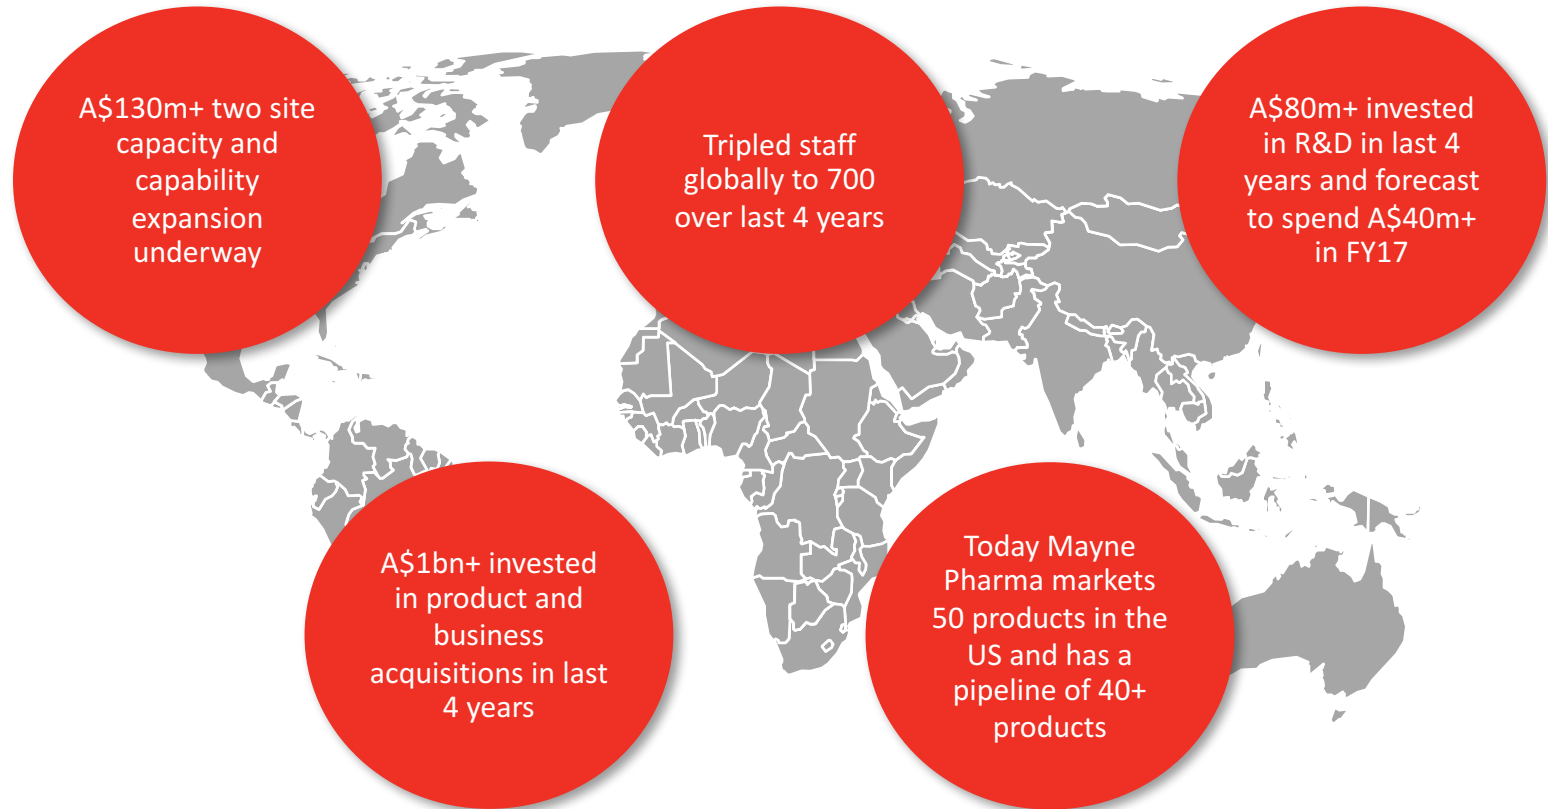 A$130m+ two site
capacity and
capability
expansion
underway
Tripled staff
globally to 700
over last 4 years
A$80m+ invested
in R&D in last 4
years and forecast
to spend A$40m+
in FY17
A$1bn+ invested
in product and
business
acquisitions in last
4 years
Today Mayne
Pharma markets
50 products in the
US and has a
pipeline of 40+
products